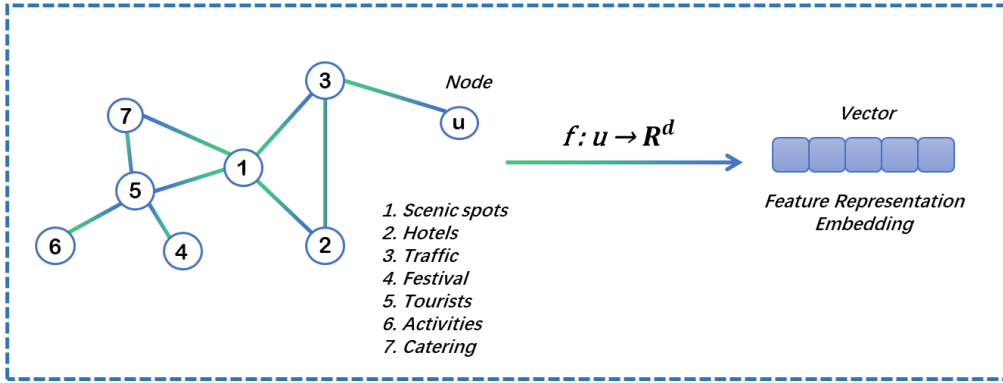 3
Node
7
u
1
5
6
4
2
1. Scenic spots
2. Hotels
3. Traffic
4. Festival
5. Tourists
6. Activities
7. Catering
f: u → R^d
Vector
Feature Representation
Embedding